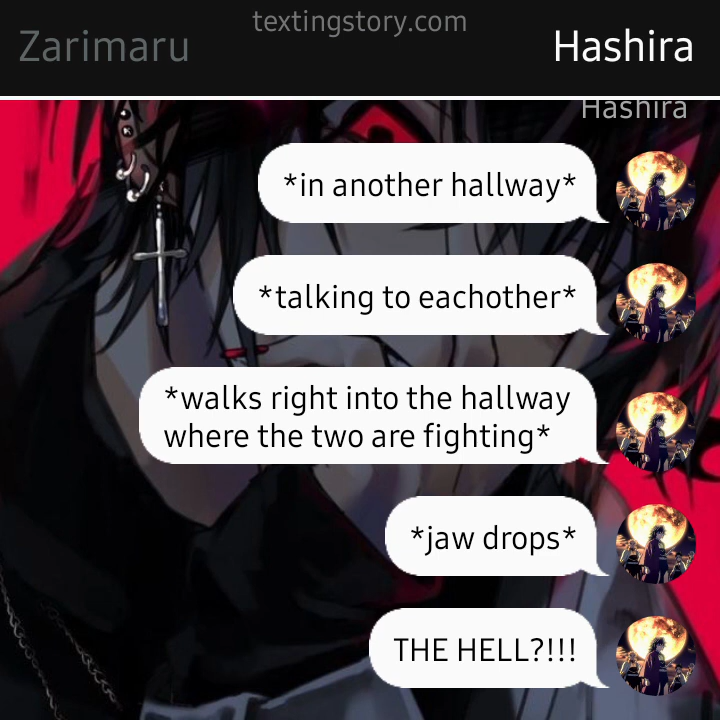 textingstory.com
Zarimaru
Hashira
Hashira
*in another hallway*
*talking to eachother*
*walks right into the hallway
where the two are fighting*
*jaw drops*
THE HELL?!!!